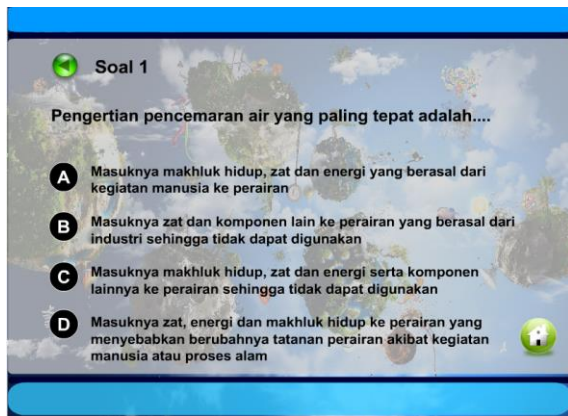 Soal 1
Pengertian pencemaran air yang paling tepat adalah....
A Masuknya makhluk hidup, zat dan energi yang berasal dari
kegiatan manusia ke perairan
B Masuknya zat dan komponen lain ke perairan yang berasal dari
industri sehingga tidak dapat digunakan
C Masuknya makhluk hidup, zat dan energi serta komponen
lainnya ke perairan sehingga tidak dapat digunakan
D Masuknya zat, energi dan makhluk hidup ke perairan yang
menyebabkan berubahnya tatanan perairan akibat kegiatan
manusia atau proses alam